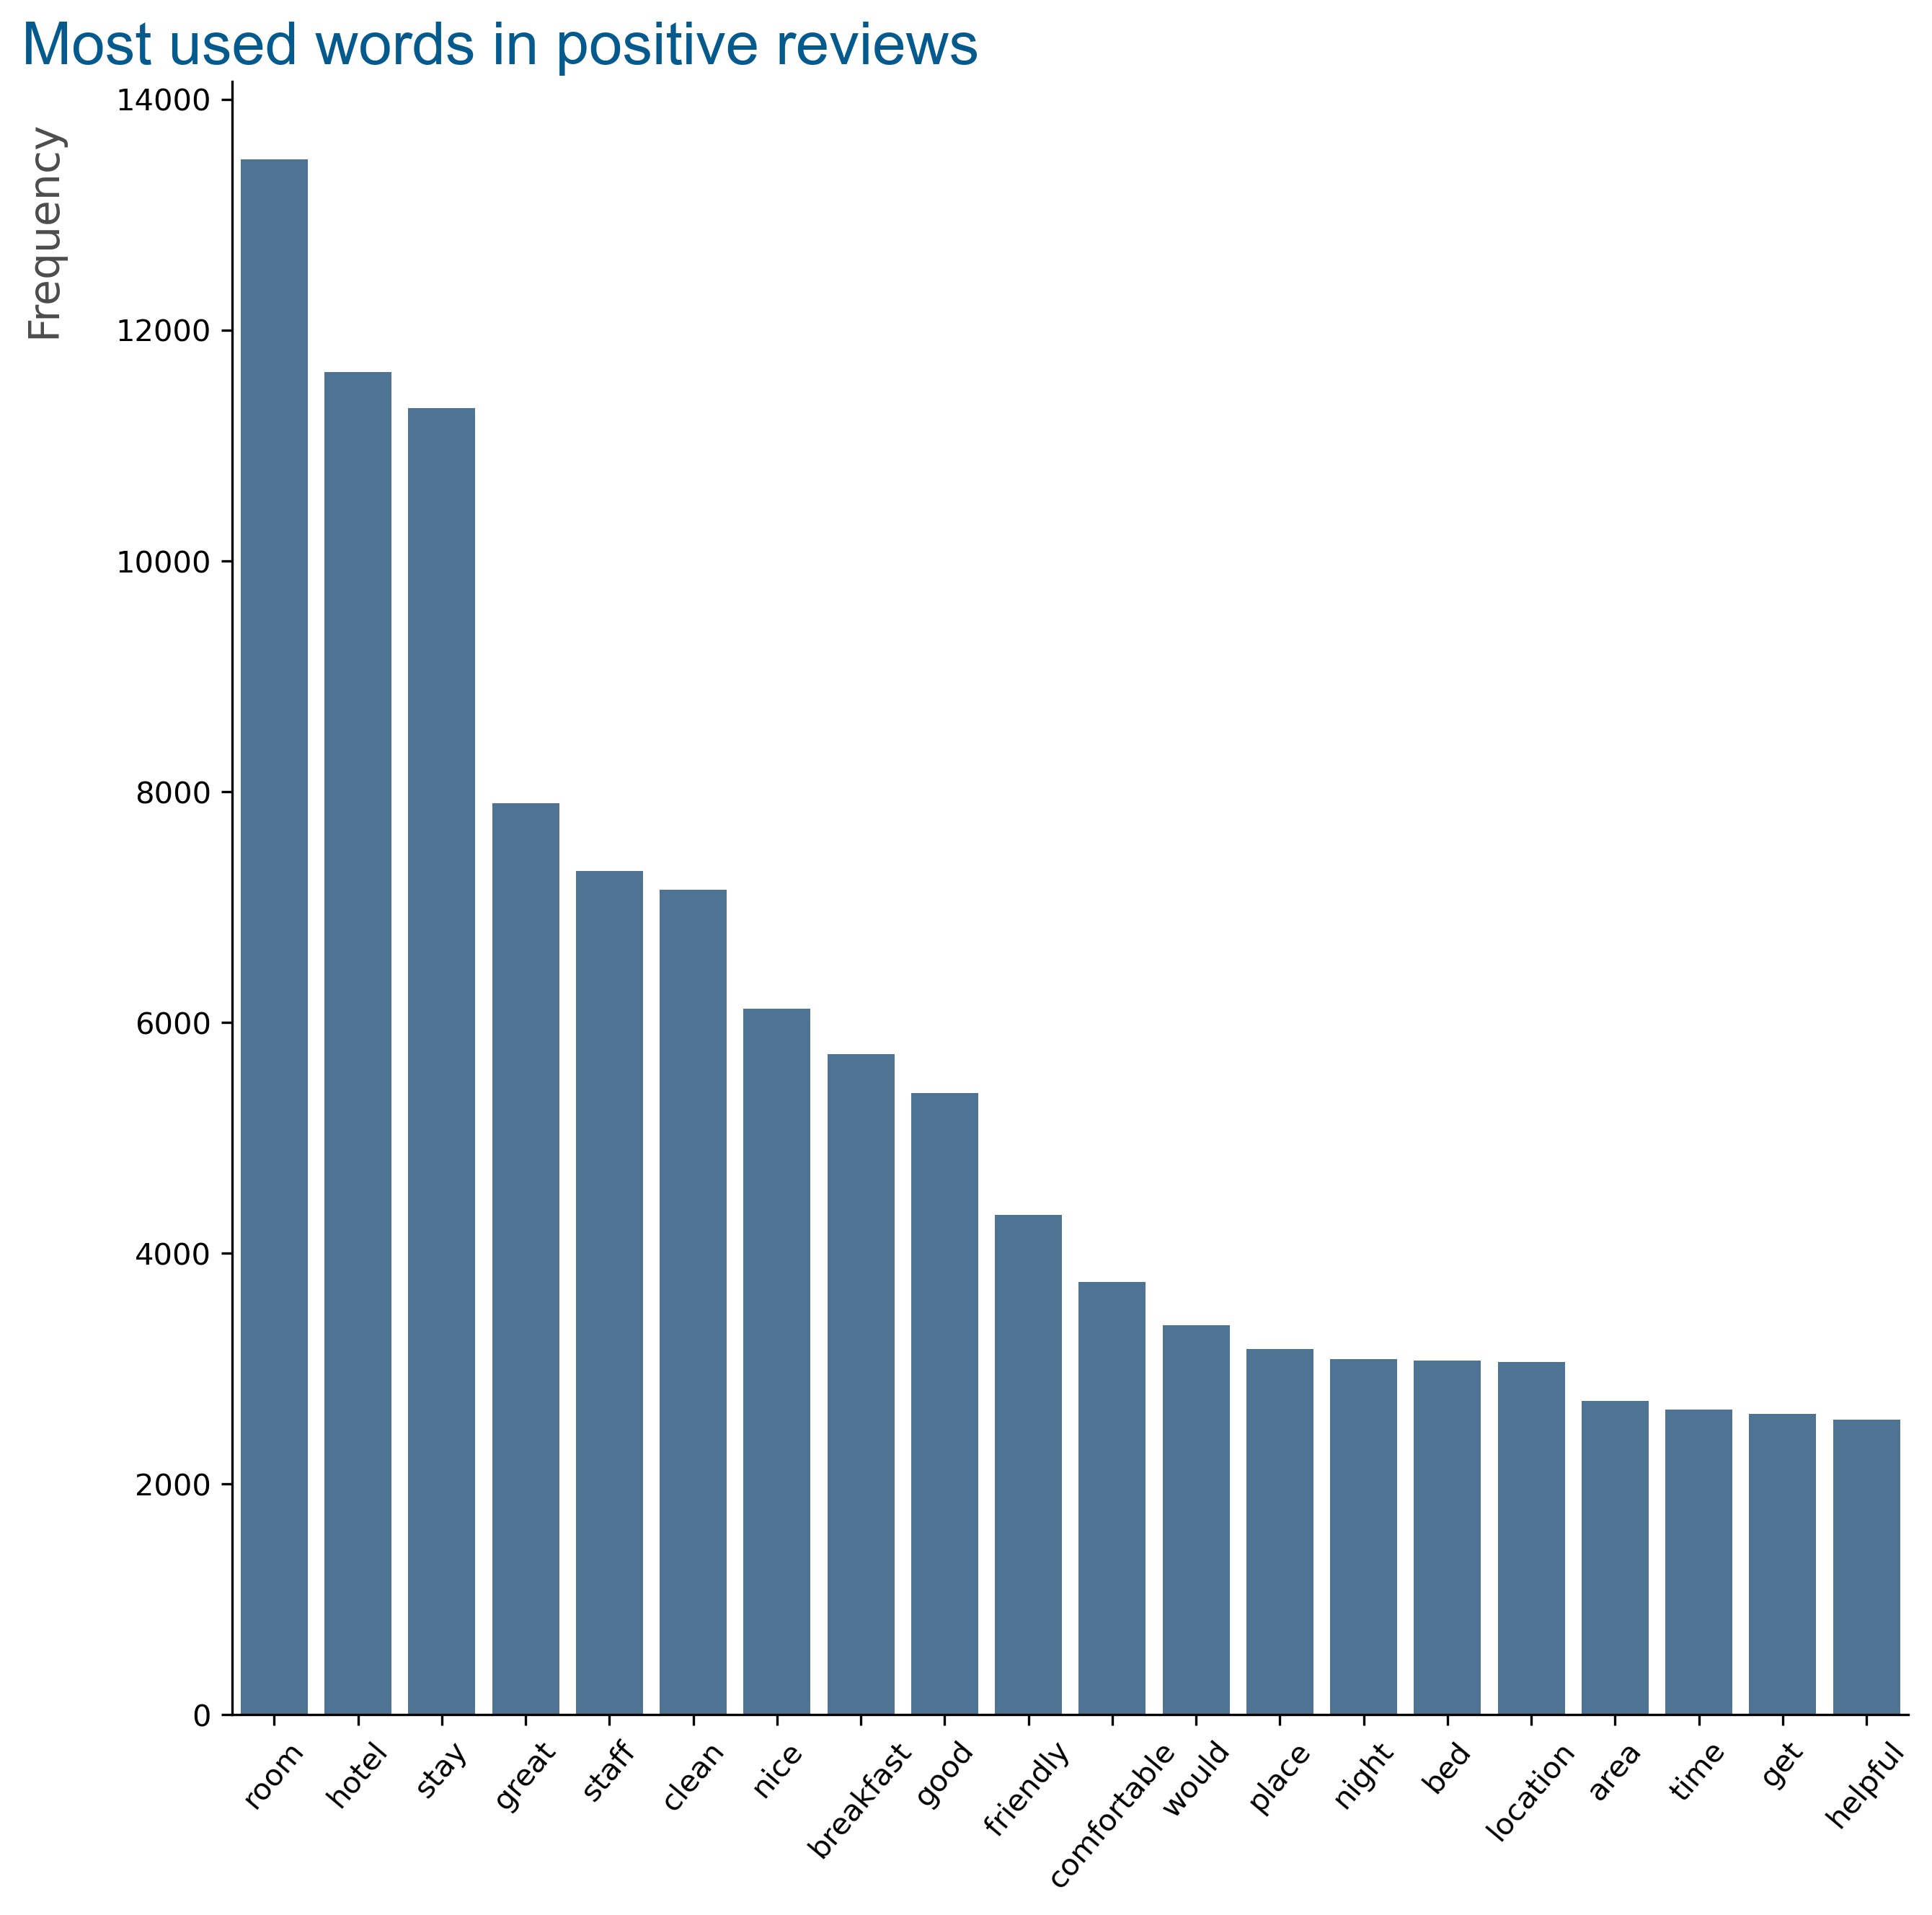 Most used words in positive reviews
Frequency
14000
12000
10000
8000
6000
4000
2000
0
room
hotel
stay
great
staff
clean
nice
breakfast
good
friendly
comfortable
would
place
night
bed
location
area
time
get
helpful